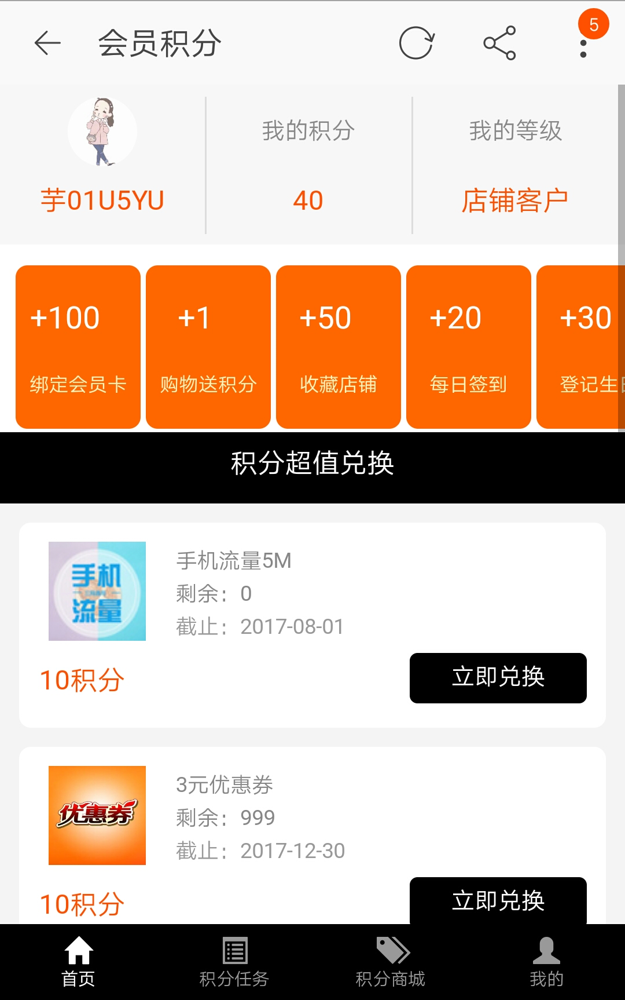 会员积分
5
我的积分
我的等级
芋01U5YU
40
店铺客户
+100
+1
+50
+20
+30
绑定会员卡
购物送积分
收藏店铺
每日签到
登记生日
积分超值兑换
手机
流量
手机流量5M
剩余：0
截止：2017-08-01
10积分
立即兑换
优惠券
3元优惠券
剩余：999
截止：2017-12-30
10积分
立即兑换
首页
积分任务
积分商城
我的